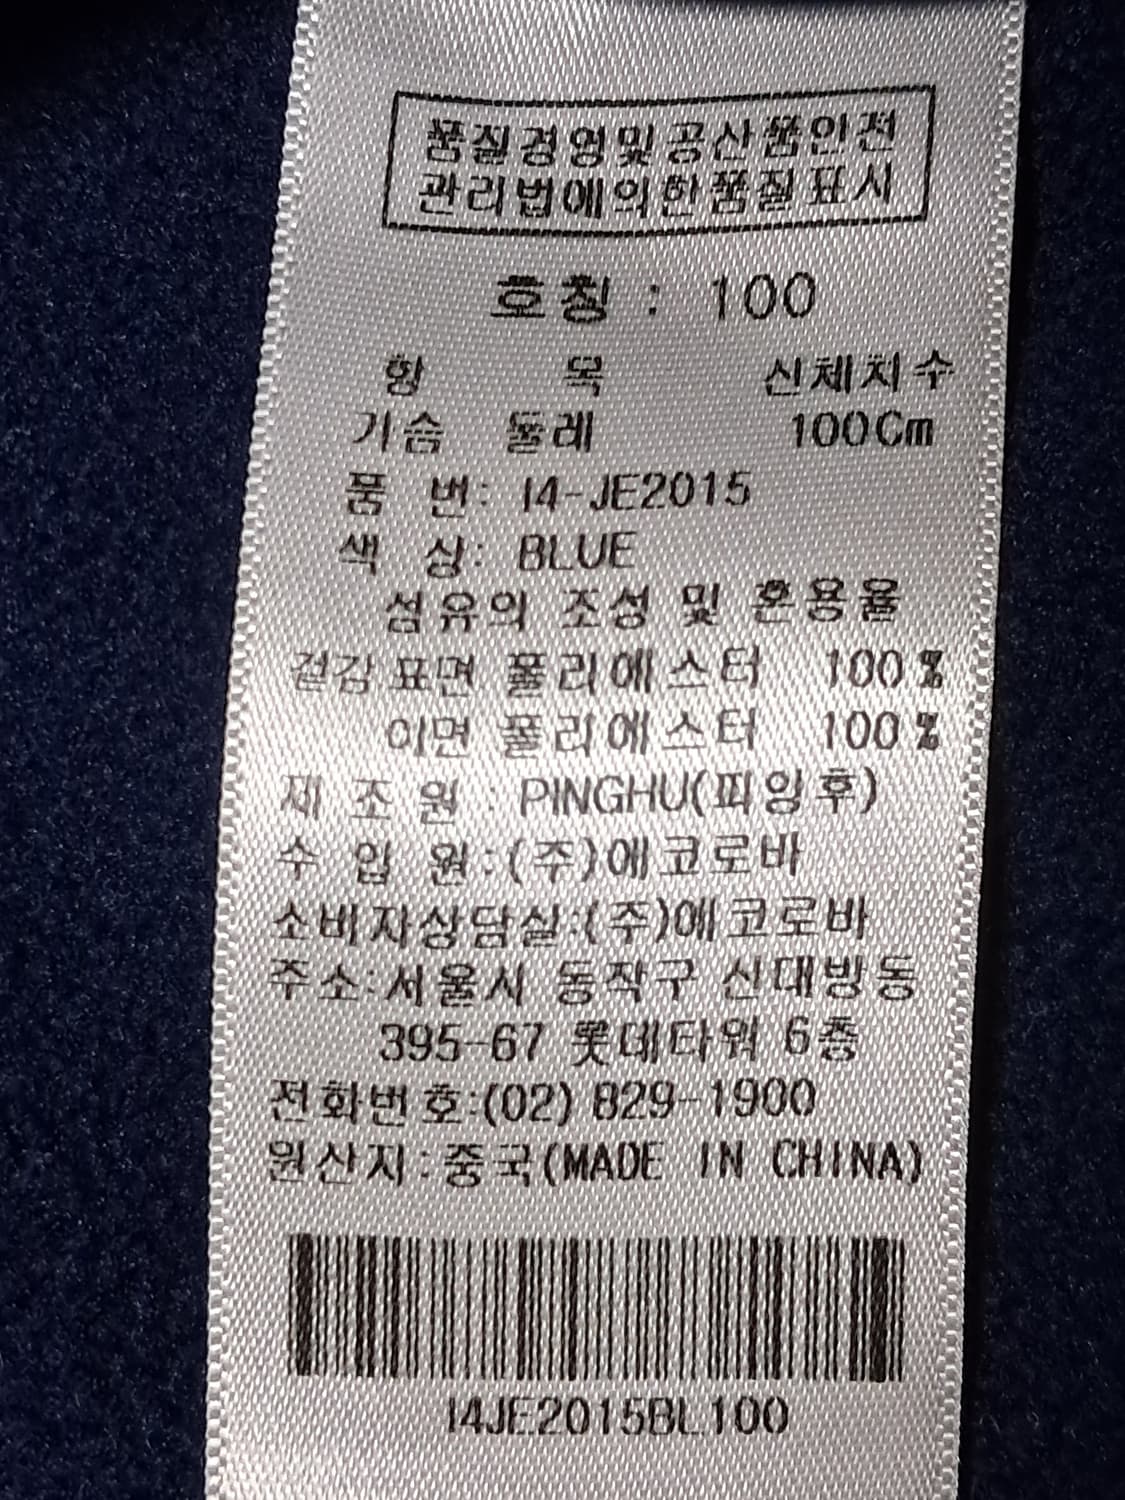 품질경영및공산품안전
관리법에의한품질표시
호칭 : 100
항 목 신체치수
가슴 둘레 100Cm
품 번: I4-JE2015
색 상: BLUE
섬유의 조성 및 혼용율
겉감 표면 폴리에스터 100%
이면 폴리에스터 100%
제 조 원 : PINGHU(피잉후)
수 입 원:(주)에코로바
소비자상담실:(주)에코로바
주소:서울시 동작구 신대방동
395-67 롯데타워 6층
전화번호:(02) 829-1900
원산지:중국(MADE IN CHINA)
I4JE2015BL100